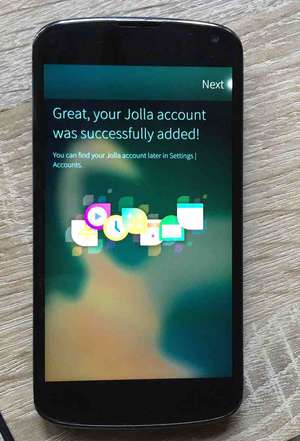 Next
Great, your Jolla account
was successfully added!
You can find your Jolla account later in Settings |
Accounts.